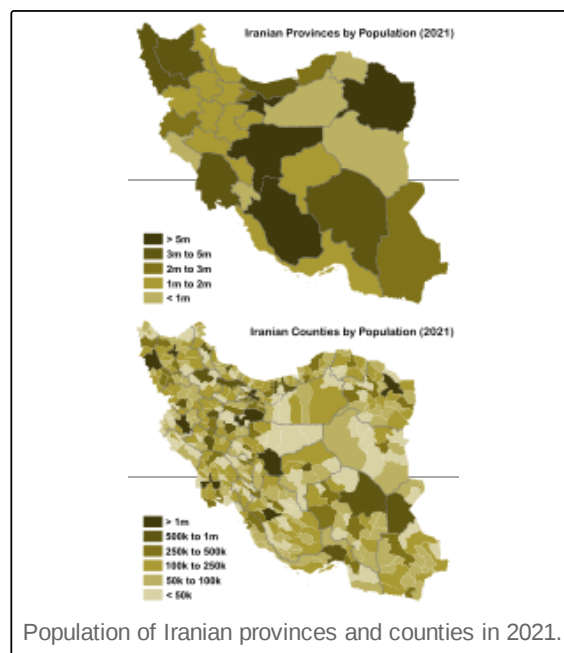 Iranian Provinces by Population (2021)
> 5m
3m to 5m
2m to 3m
1m to 2m
< 1m
Iranian Counties by Population (2021)
> 1m
500k to 1m
250k to 500k
100k to 250k
50k to 100k
< 50k
Population of Iranian provinces and counties in 2021.